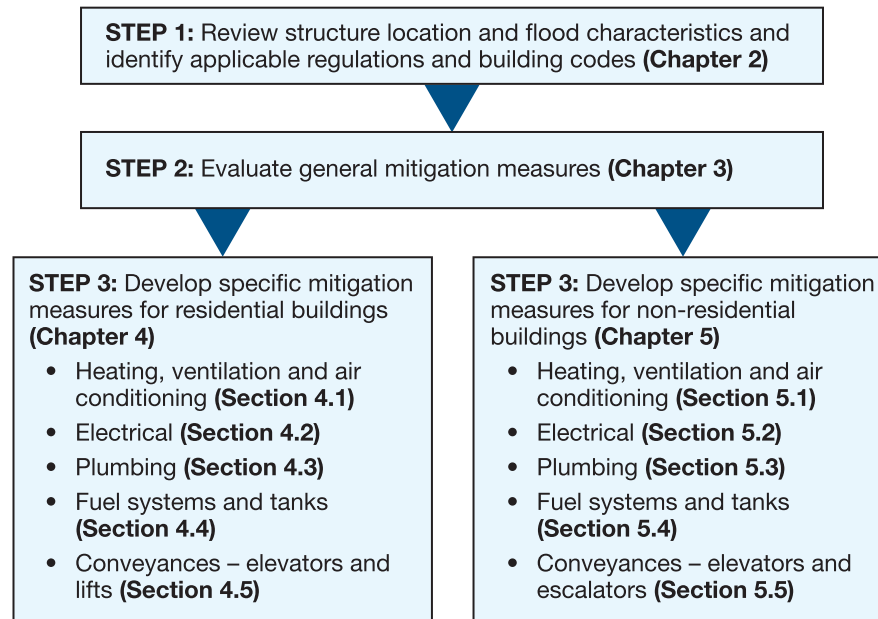 STEP 1: Review structure location and flood characteristics and
identify applicable regulations and building codes (Chapter 2)
STEP 2: Evaluate general mitigation measures (Chapter 3)
STEP 3: Develop specific mitigation
measures for residential buildings
(Chapter 4)
• Heating, ventilation and air
conditioning (Section 4.1)
• Electrical (Section 4.2)
• Plumbing (Section 4.3)
• Fuel systems and tanks
(Section 4.4)
• Conveyances – elevators and
lifts (Section 4.5)
STEP 3: Develop specific mitigation
measures for non-residential
buildings (Chapter 5)
• Heating, ventilation and air
conditioning (Section 5.1)
• Electrical (Section 5.2)
• Plumbing (Section 5.3)
• Fuel systems and tanks
(Section 5.4)
• Conveyances – elevators and
escalators (Section 5.5)